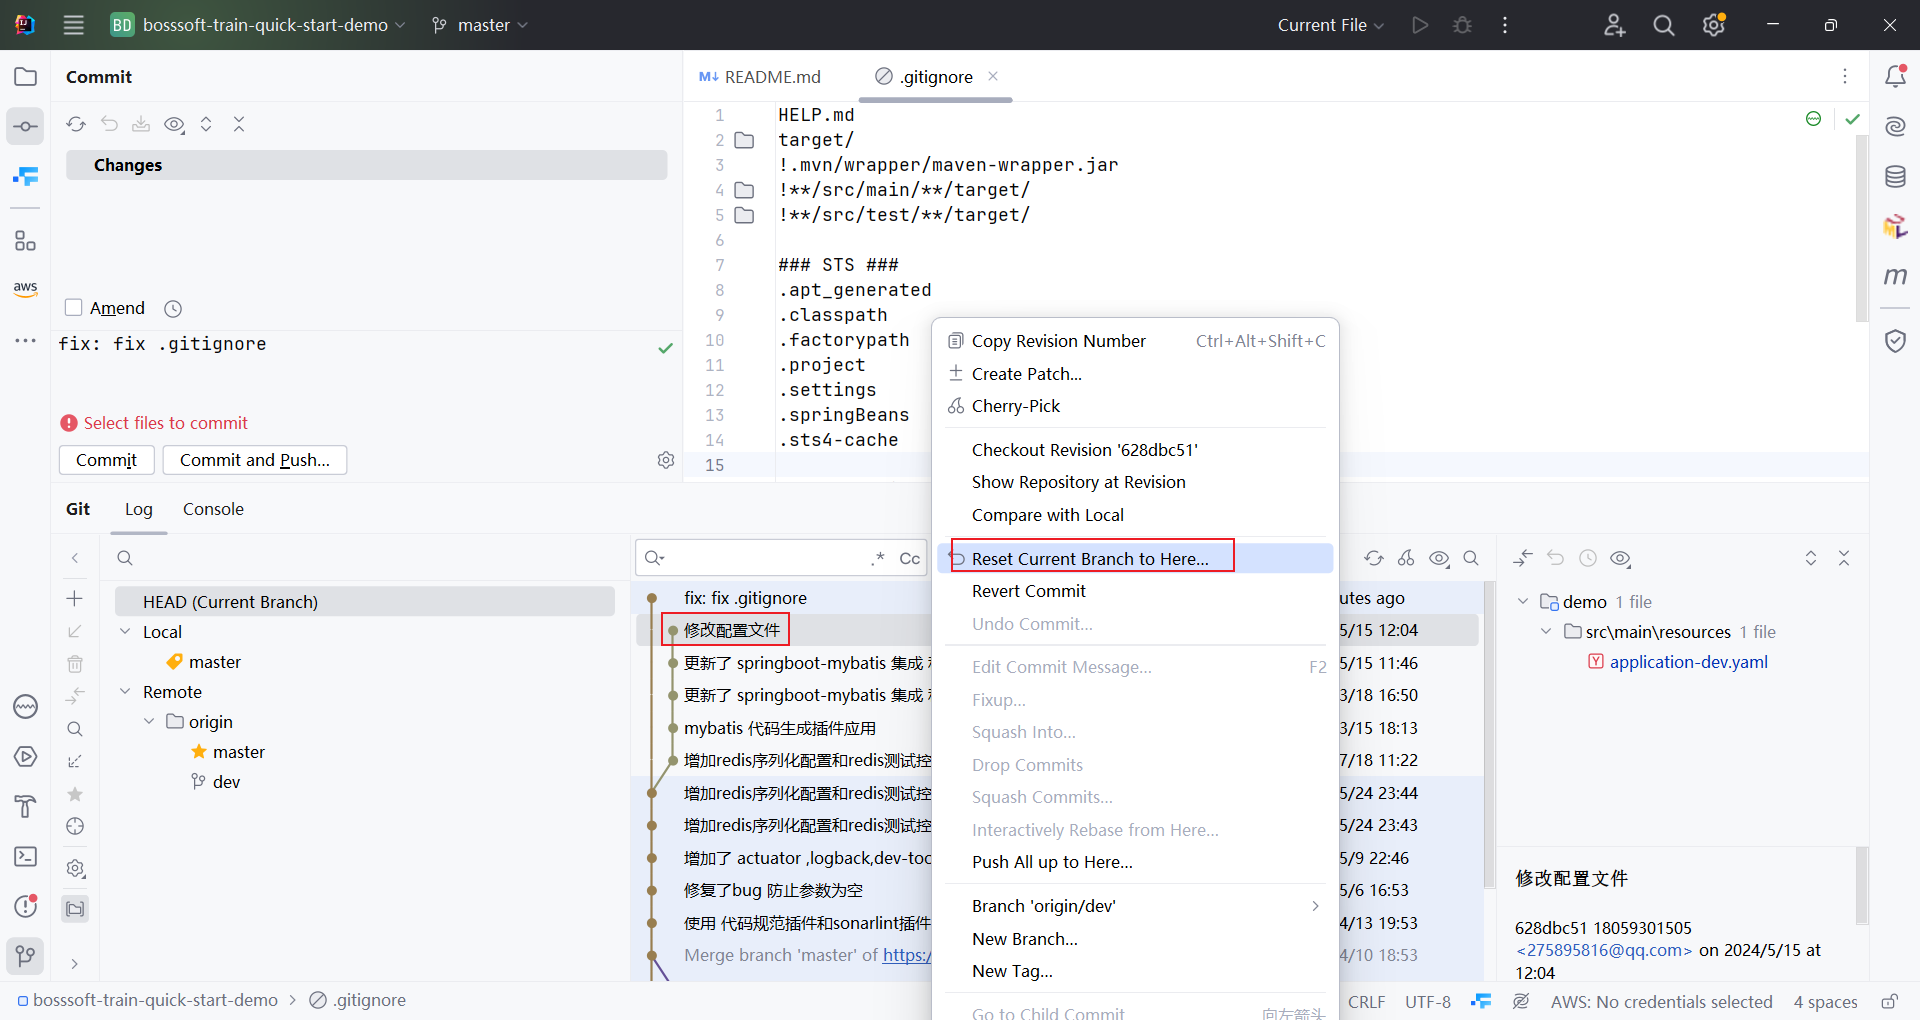 BD bosssoft-train-quick-start-demo master Current File
Commit
Changes
Amend
fix: fix .gitignore
Select files to commit
Commit Commit and Push...
README.md .gitignore
1 HELP.md
2 target/
3 !.mvn/wrapper/maven-wrapper.jar
4 !**/src/main/**/target/
5 !**/src/test/**/target/
6
7 ### STS ###
8 .apt_generated
9 .classpath
10 .factorypath
11 .project
12 .settings
13 .springBeans
14 .sts4-cache
15
aws
Git Log Console
HEAD (Current Branch)
Local
master
Remote
origin
master
dev
.* Cc
fix: fix .gitignore
修改配置文件
更新了 springboot-mybatis 集成
更新了 springboot-mybatis 集成
mybatis 代码生成插件应用
增加redis序列化配置和redis测试控
增加redis序列化配置和redis测试控
增加redis序列化配置和redis测试控
增加了 actuator ,logback,dev-too
修复了bug 防止参数为空
使用 代码规范插件和sonarlint插件
Merge branch 'master' of https:/
Copy Revision Number Ctrl+Alt+Shift+C
Create Patch...
Cherry-Pick
Checkout Revision '628dbc51'
Show Repository at Revision
Compare with Local
Reset Current Branch to Here...
Revert Commit
Undo Commit...
Edit Commit Message... F2
Fixup...
Squash Into...
Drop Commits
Squash Commits...
Interactively Rebase from Here...
Push All up to Here...
Branch 'origin/dev'
New Branch...
New Tag...
Go to Child Commit 向左箭头
utes ago
5/15 12:04
5/15 11:46
3/18 16:50
3/15 18:13
7/18 11:22
5/24 23:44
5/24 23:43
5/9 22:46
5/6 16:53
4/13 19:53
4/10 18:53
demo 1 file
src\main\resources 1 file
application-dev.yaml
修改配置文件
628dbc51 18059301505
<275895816@qq.com> on 2024/5/15 at
12:04
bosssoft-train-quick-start-demo > .gitignore
CRLF UTF-8 AWS: No credentials selected 4 spaces